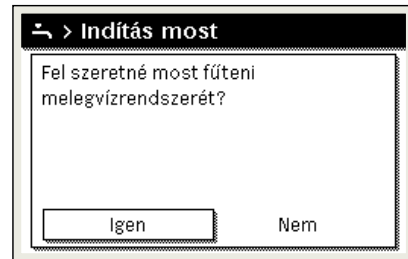 > Indítás most
Fel szeretné most fűteni
melegvízrendszerét?
Igen Nem